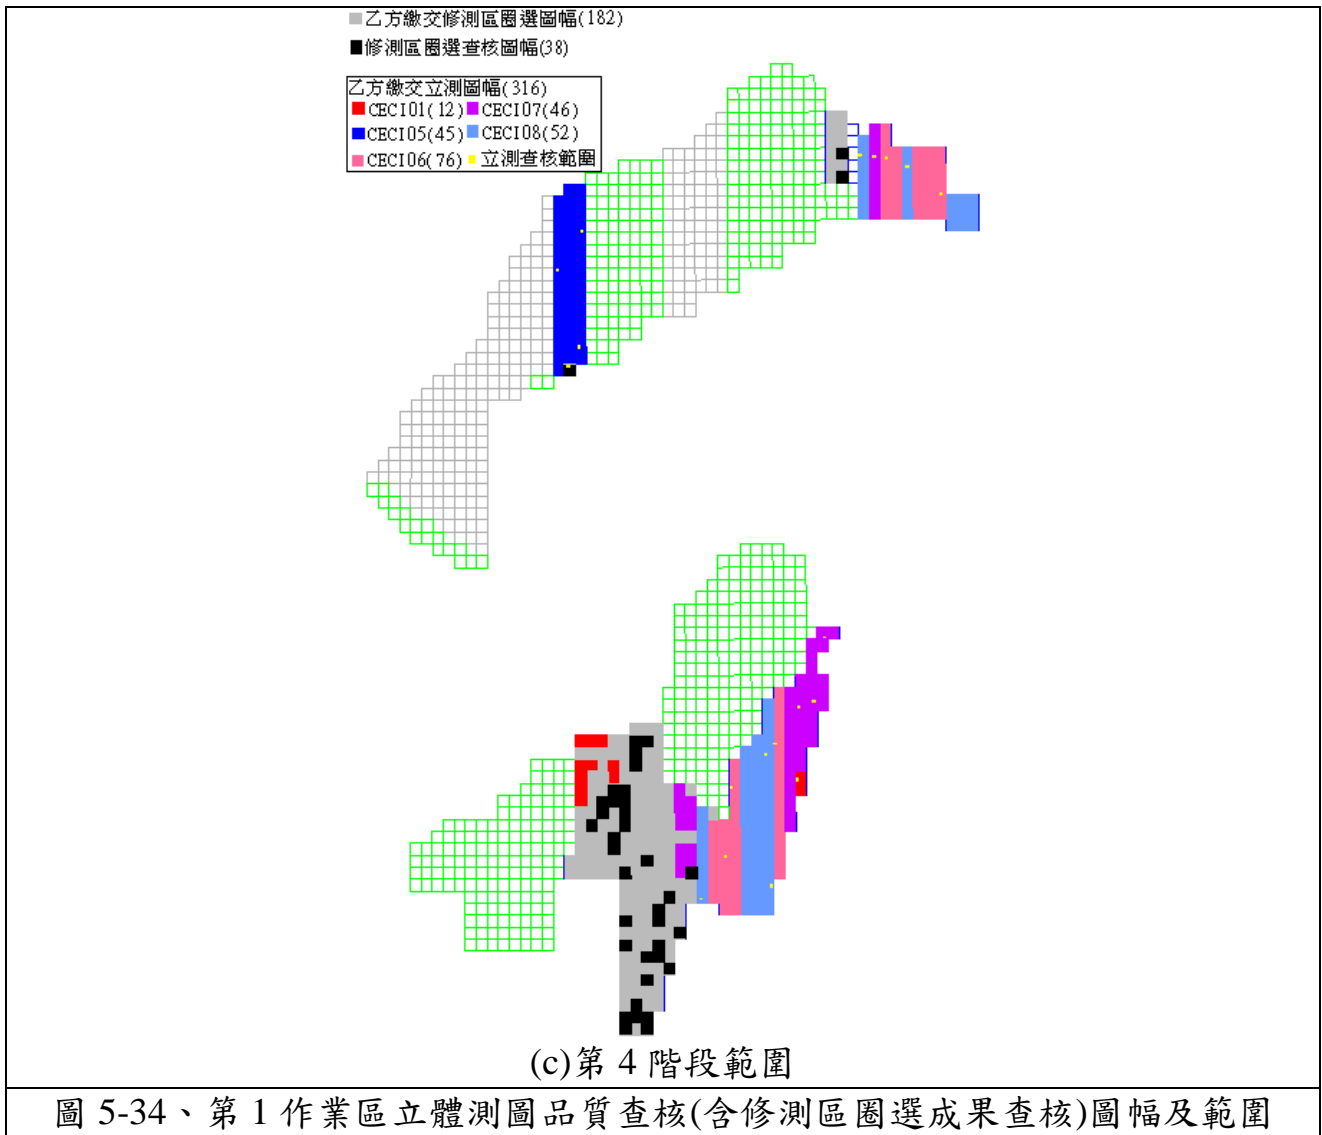 乙方繳交修測區圈選圖幅(182)
修測區圈選查核圖幅(38)
乙方繳交立測圖幅(316)
CECI01(12) CECI07(46)
CECI05(45) CECI08(52)
CECI06(76) 立測查核範圍
(c)第 4 階段範圍
圖 5-34、第 1 作業區立體測圖品質查核(含修測區圈選成果查核)圖幅及範圍